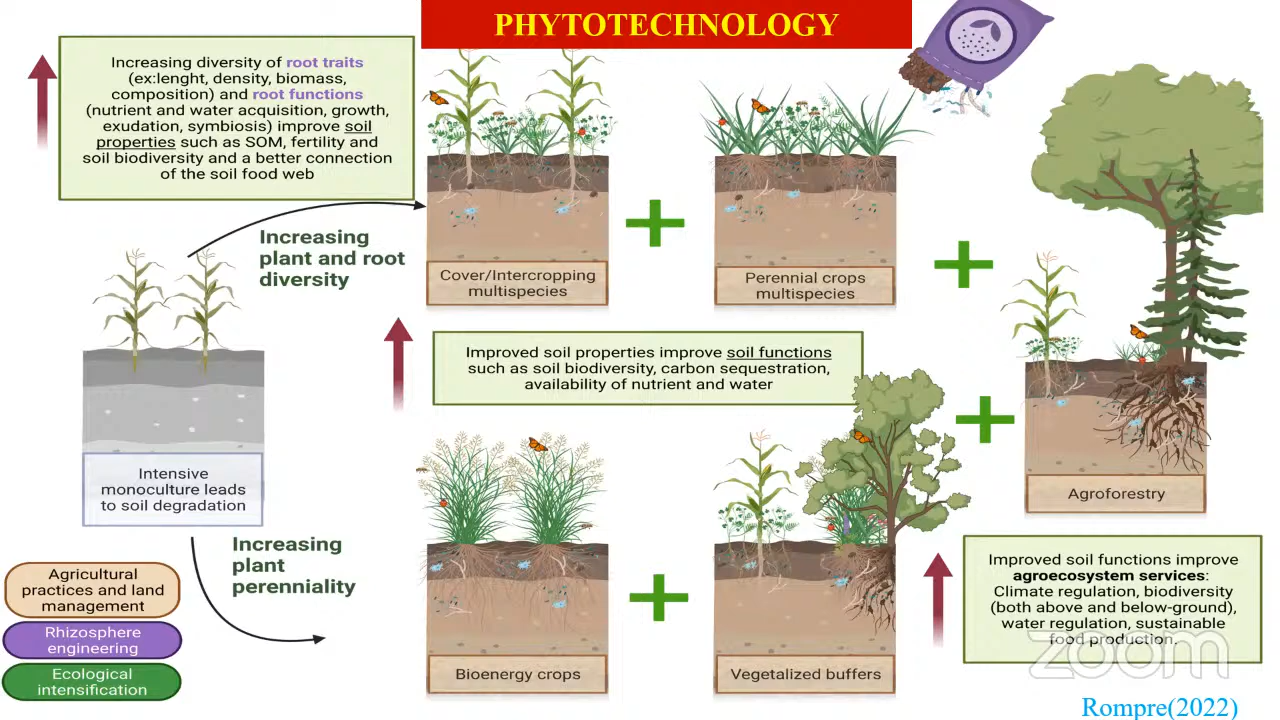 PHYTOTECHNOLOGY
Increasing diversity of root traits
(ex:lenght, density, biomass,
composition) and root functions
(nutrient and water acquisition, growth,
exudation, symbiosis) improve soil
properties such as SOM, fertility and
soil biodiversity and a better connection
of the soil food web
Increasing
plant and root
diversity
Cover/Intercropping
multispecies
Perennial crops
multispecies
Improved soil properties improve soil functions
such as soil biodiversity, carbon sequestration,
availability of nutrient and water
Intensive
monoculture leads
to soil degradation
Agroforestry
Increasing
plant
perenniality
Agricultural
practices and land
management
Rhizosphere
engineering
Ecological
intensification
Bioenergy crops
Vegetalized buffers
Improved soil functions improve
agroecosystem services:
Climate regulation, biodiversity
(both above and below-ground),
water regulation, sustainable
food production.
zoom
Rompre(2022)